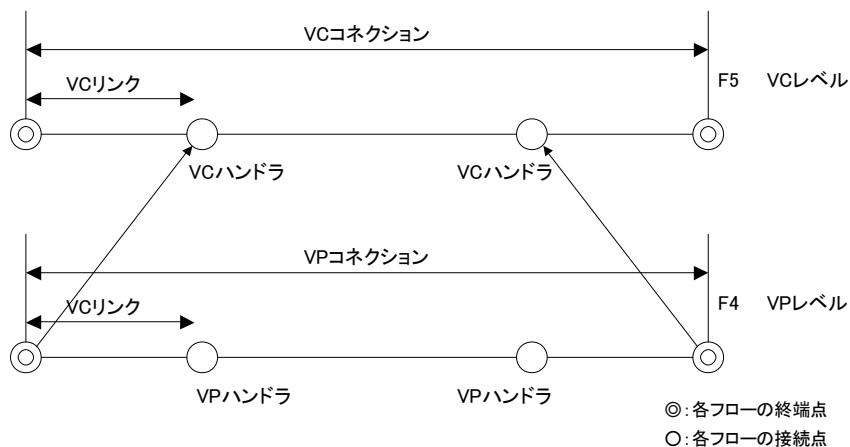 VCコネクション
VCリンク
F5 VCレベル
VCハンドラ
VCハンドラ
VPコネクション
VCリンク
F4 VPレベル
VPハンドラ
VPハンドラ
◎:各フローの終端点
○:各フローの接続点